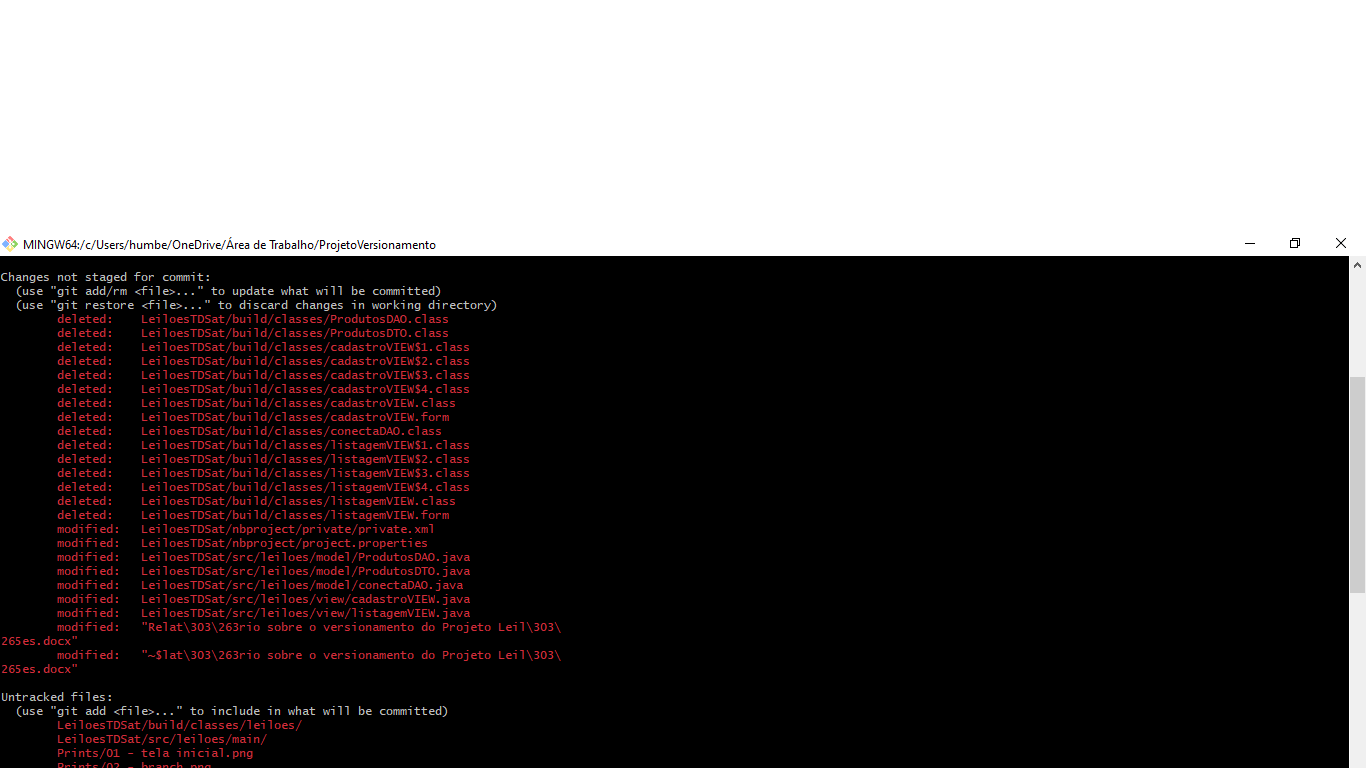 MINGW64:/c/Users/humbe/OneDrive/Área de Trabalho/ProjetoVersionamento
Changes not staged for commit:
  (use "git add/rm <file>..." to update what will be committed)
  (use "git restore <file>..." to discard changes in working directory)
        deleted:    LeiloesTDSat/build/classes/ProdutosDAO.class
        deleted:    LeiloesTDSat/build/classes/ProdutosDTO.class
        deleted:    LeiloesTDSat/build/classes/cadastroVIEW$1.class
        deleted:    LeiloesTDSat/build/classes/cadastroVIEW$2.class
        deleted:    LeiloesTDSat/build/classes/cadastroVIEW$3.class
        deleted:    LeiloesTDSat/build/classes/cadastroVIEW$4.class
        deleted:    LeiloesTDSat/build/classes/cadastroVIEW.class
        deleted:    LeiloesTDSat/build/classes/cadastroVIEW.form
        deleted:    LeiloesTDSat/build/classes/conectaDAO.class
        deleted:    LeiloesTDSat/build/classes/listagemVIEW$1.class
        deleted:    LeiloesTDSat/build/classes/listagemVIEW$2.class
        deleted:    LeiloesTDSat/build/classes/listagemVIEW$3.class
        deleted:    LeiloesTDSat/build/classes/listagemVIEW$4.class
        deleted:    LeiloesTDSat/build/classes/listagemVIEW.class
        deleted:    LeiloesTDSat/build/classes/listagemVIEW.form
        modified:   LeiloesTDSat/nbproject/private/private.xml
        modified:   LeiloesTDSat/nbproject/project.properties
        modified:   LeiloesTDSat/src/leiloes/model/ProdutosDAO.java
        modified:   LeiloesTDSat/src/leiloes/model/ProdutosDTO.java
        modified:   LeiloesTDSat/src/leiloes/model/conectaDAO.java
        modified:   LeiloesTDSat/src/leiloes/view/cadastroVIEW.java
        modified:   LeiloesTDSat/src/leiloes/view/listagemVIEW.java
        modified:   "Relat\303\263rio sobre o versionamento do Projeto Leil\303\
265es.docx"
        modified:   "~$lat\303\263rio sobre o versionamento do Projeto Leil\303\
265es.docx"
Untracked files:
  (use "git add <file>..." to include in what will be committed)
        LeiloesTDSat/build/classes/leiloes/
        LeiloesTDSat/src/leiloes/main/
        Prints/01 - tela inicial.png
        Prints/02 - branch.png